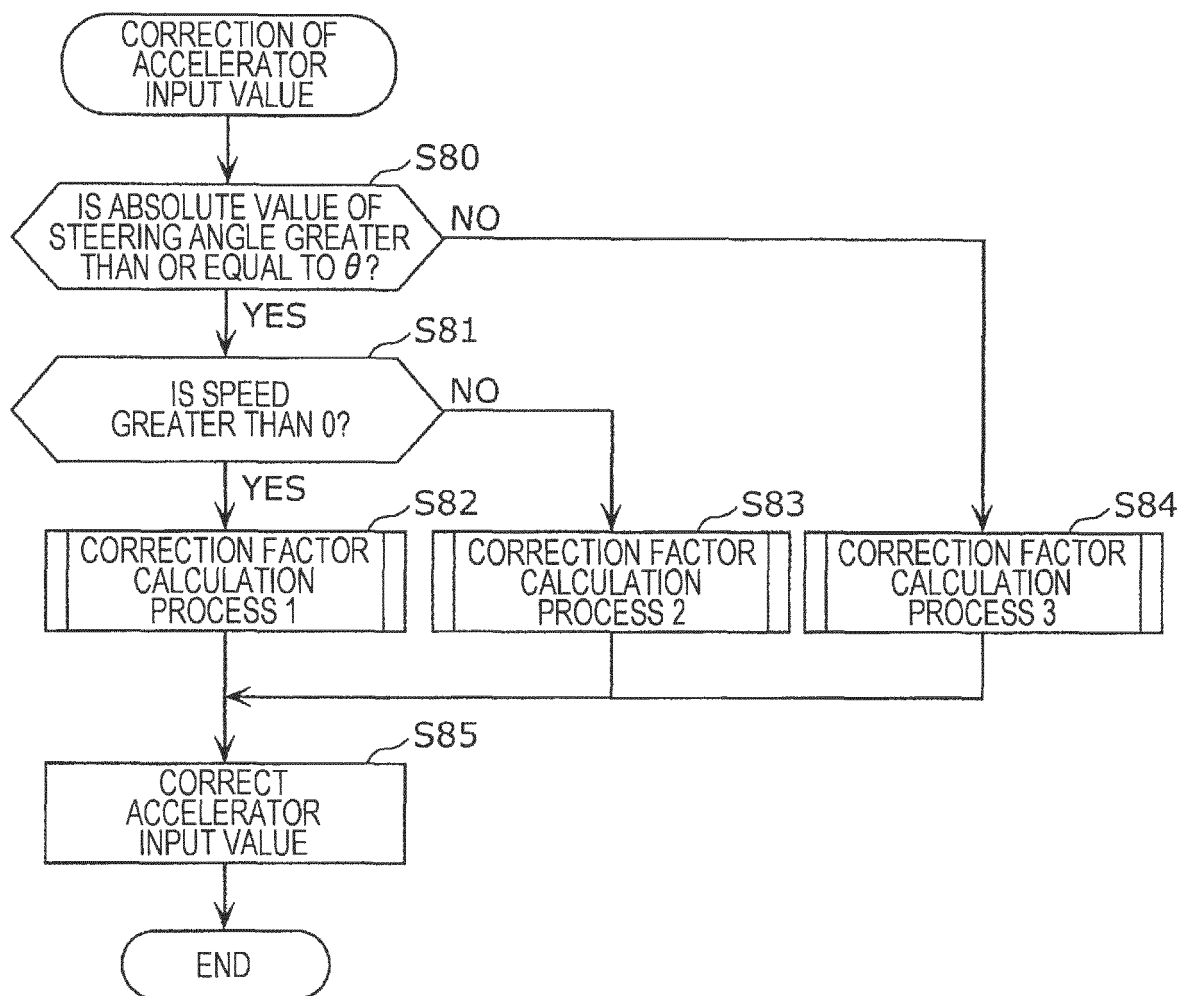 CORRECTION OF
ACCELERATOR
INPUT VALUE
S80
IS ABSOLUTE VALUE OF
STEERING ANGLE GREATER
THAN OR EQUAL TO θ?
NO
YES
S81
IS SPEED
GREATER THAN 0?
NO
YES
S82
CORRECTION FACTOR
CALCULATION
PROCESS 1
S83
CORRECTION FACTOR
CALCULATION
PROCESS 2
S84
CORRECTION FACTOR
CALCULATION
PROCESS 3
S85
CORRECT
ACCELERATOR
INPUT VALUE
END